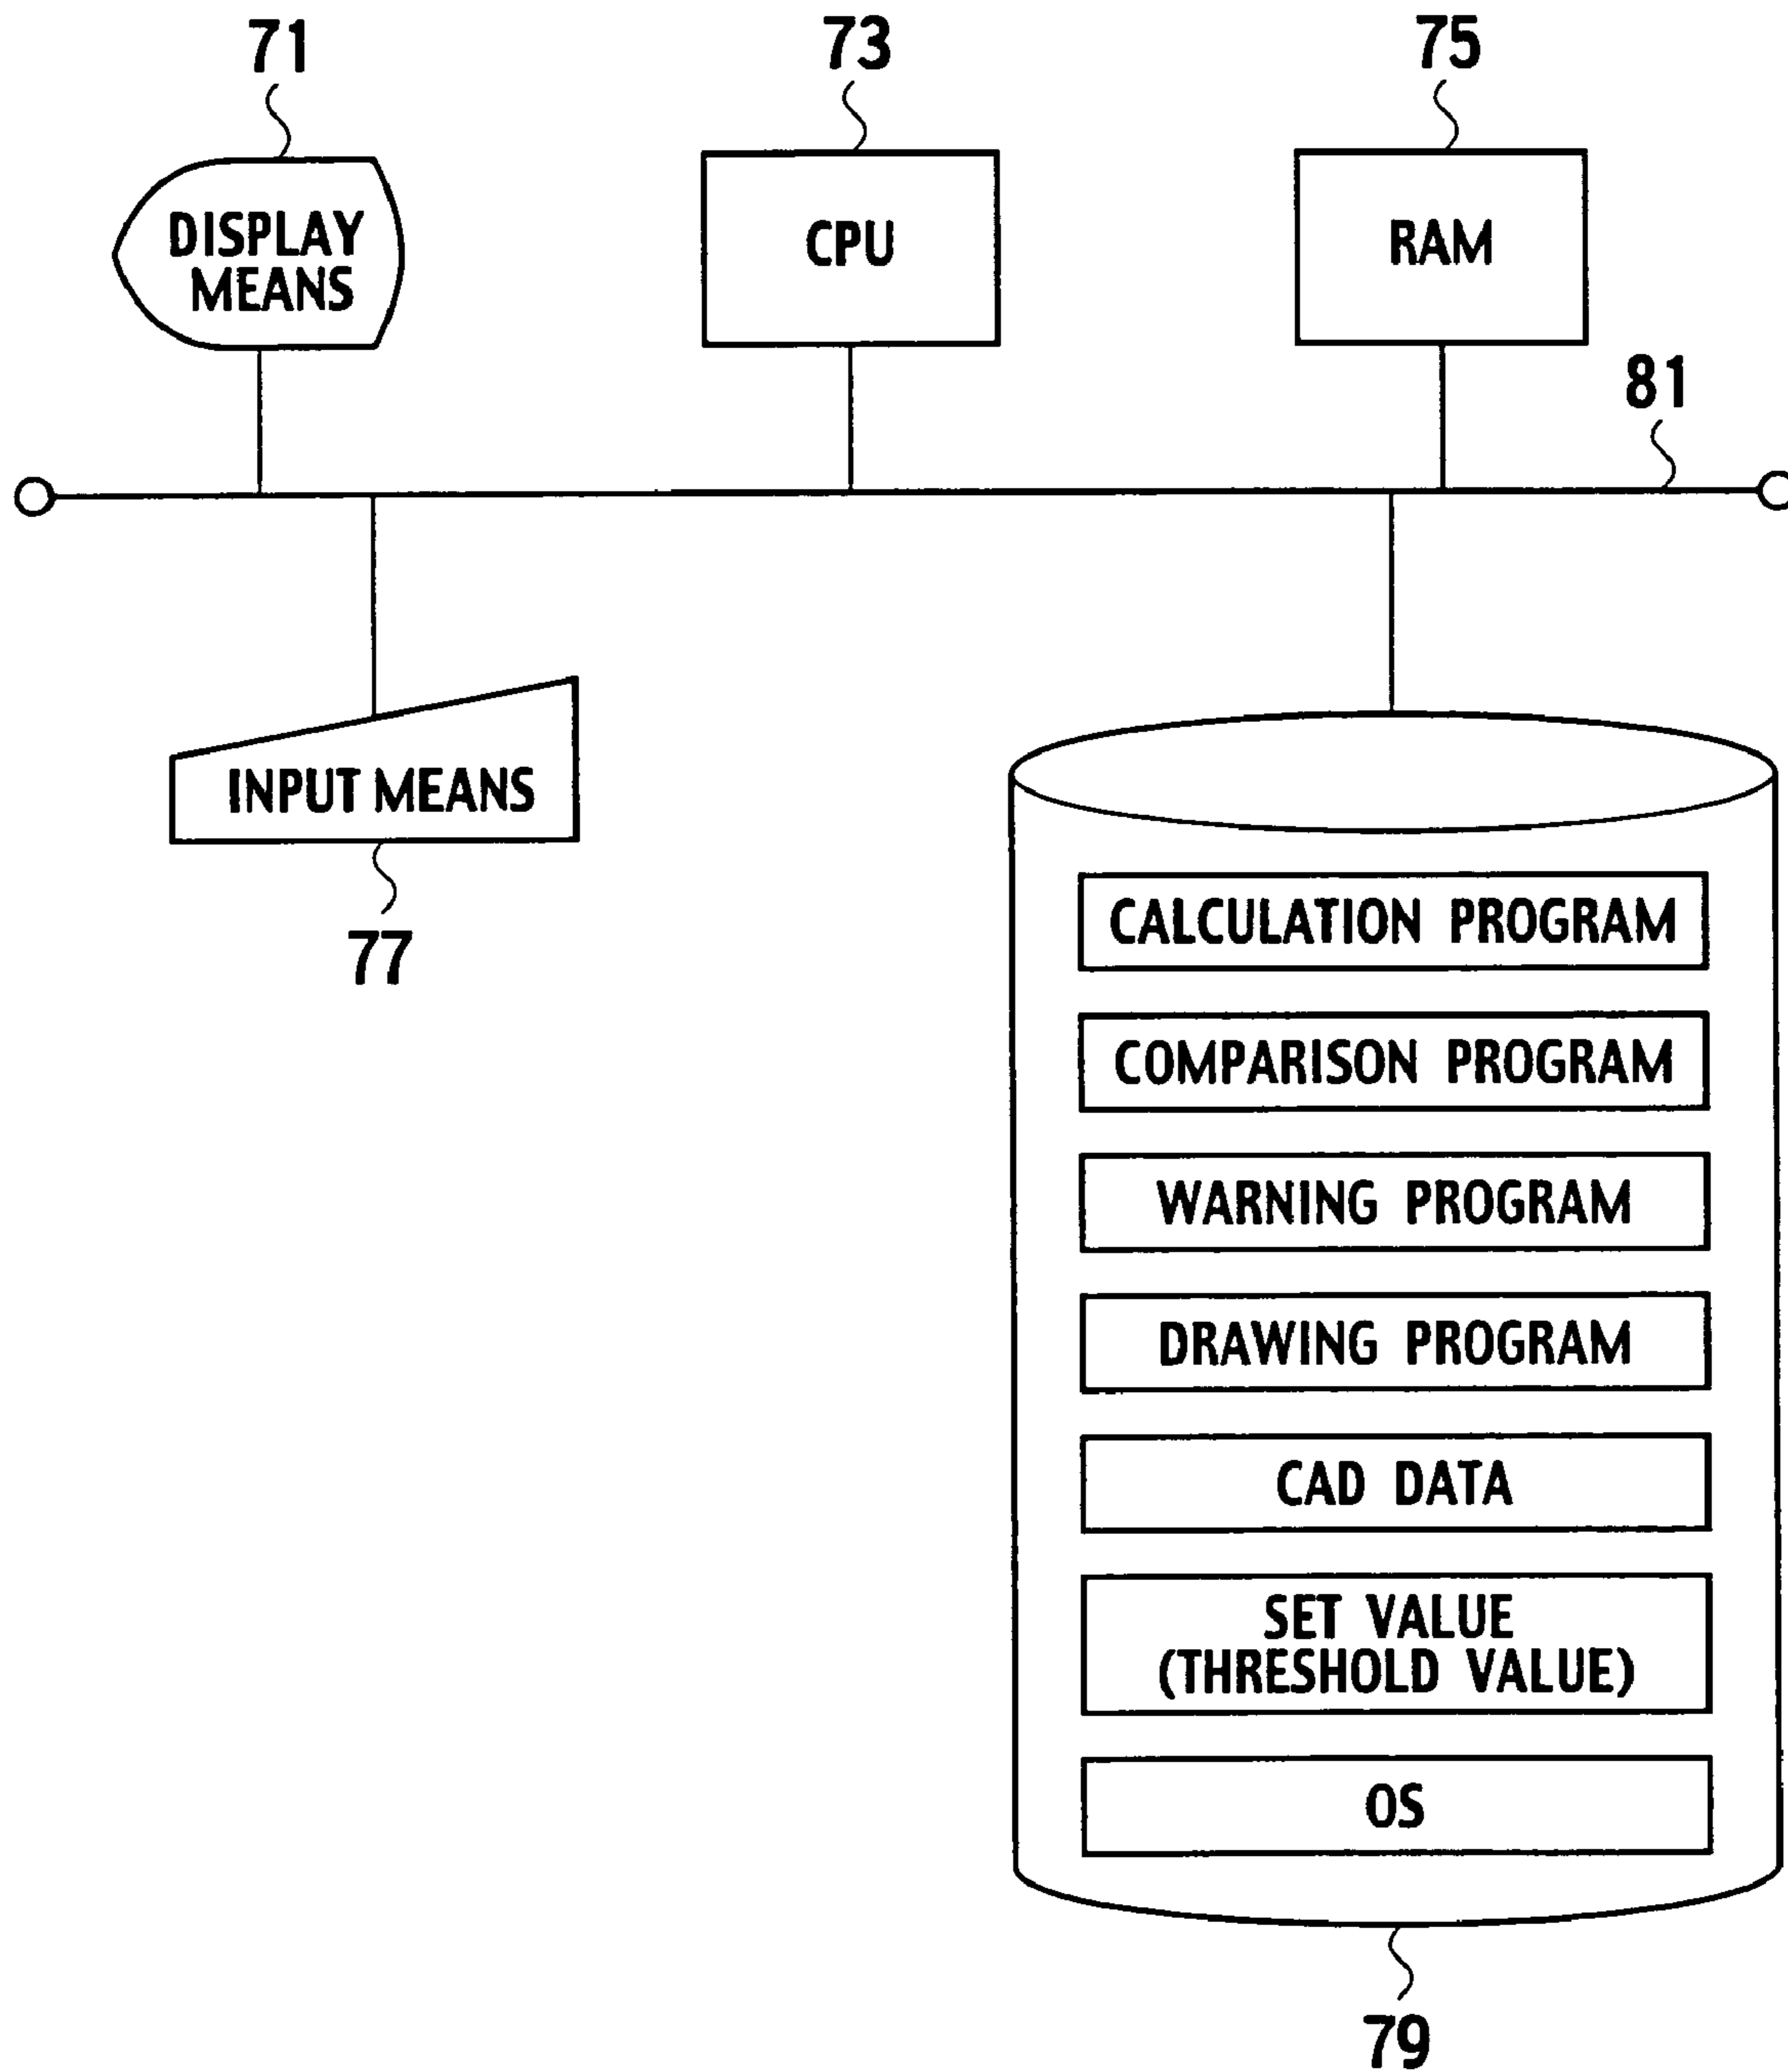 71
73
75
DISPLAY
MEANS
CPU
RAM
81
INPUT MEANS
77
CALCULATION PROGRAM
COMPARISON PROGRAM
WARNING PROGRAM
DRAWING PROGRAM
CAD DATA
SET VALUE
(THRESHOLD VALUE)
OS
79